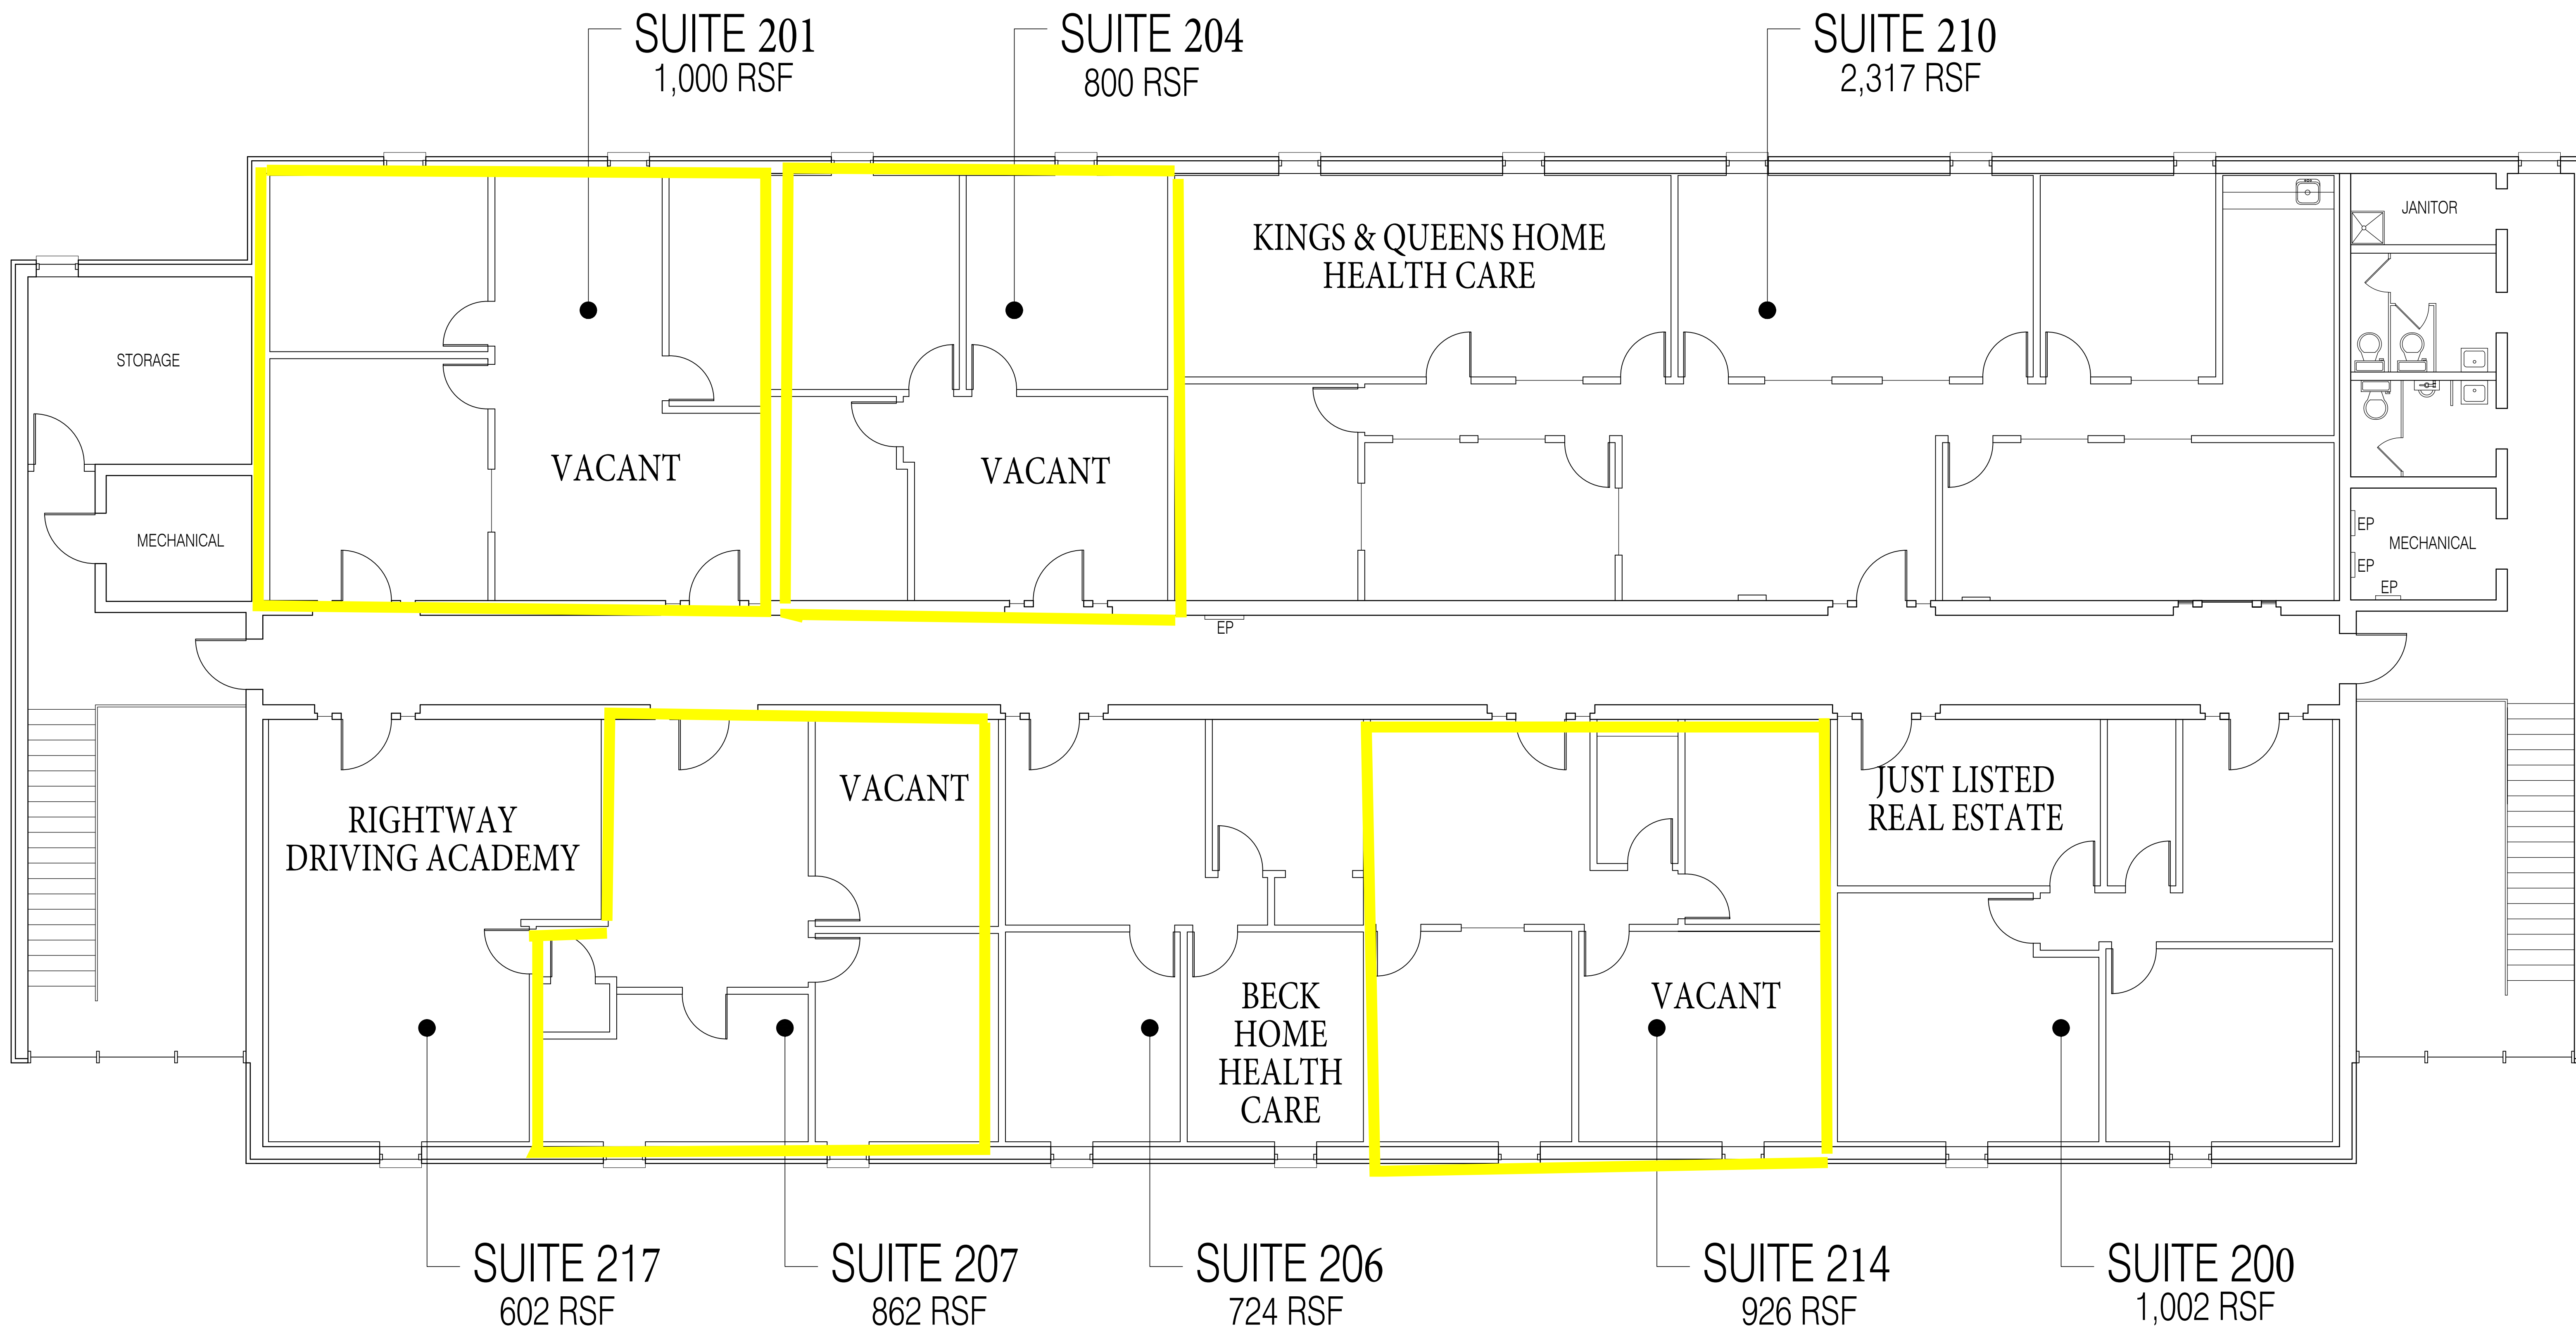 SUITE 201
1,000 RSF
SUITE 204
800 RSF
SUITE 210
2,317 RSF
KINGS & QUEENS HOME
HEALTH CARE
JANITOR
STORAGE
VACANT
VACANT
MECHANICAL
EP
MECHANICAL
EP
EP
EP
RIGHTWAY
DRIVING ACADEMY
VACANT
JUST LISTED
REAL ESTATE
BECK
HOME
HEALTH
CARE
VACANT
SUITE 217
602 RSF
SUITE 207
862 RSF
SUITE 206
724 RSF
SUITE 214
926 RSF
SUITE 200
1,002 RSF